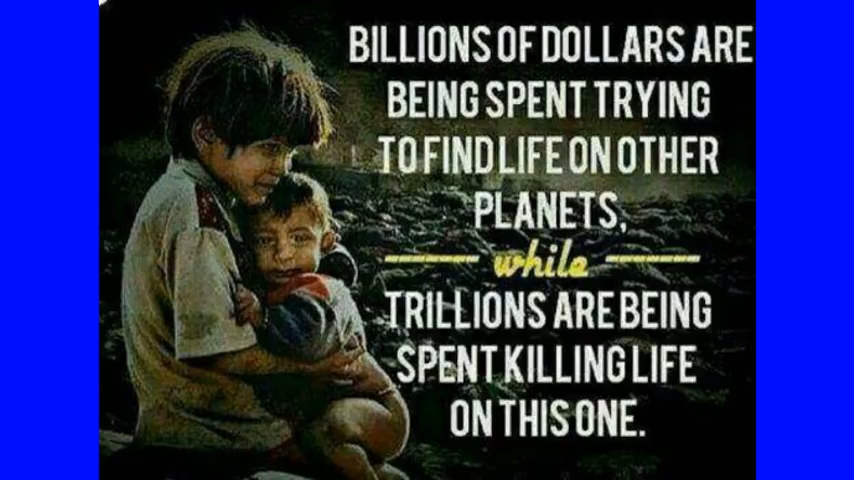 BILLIONS OF DOLLARS ARE
BEING SPENT TRYING
TO FIND LIFE ON OTHER
PLANETS,
while
TRILLIONS ARE BEING
SPENT KILLING LIFE
ON THIS ONE.